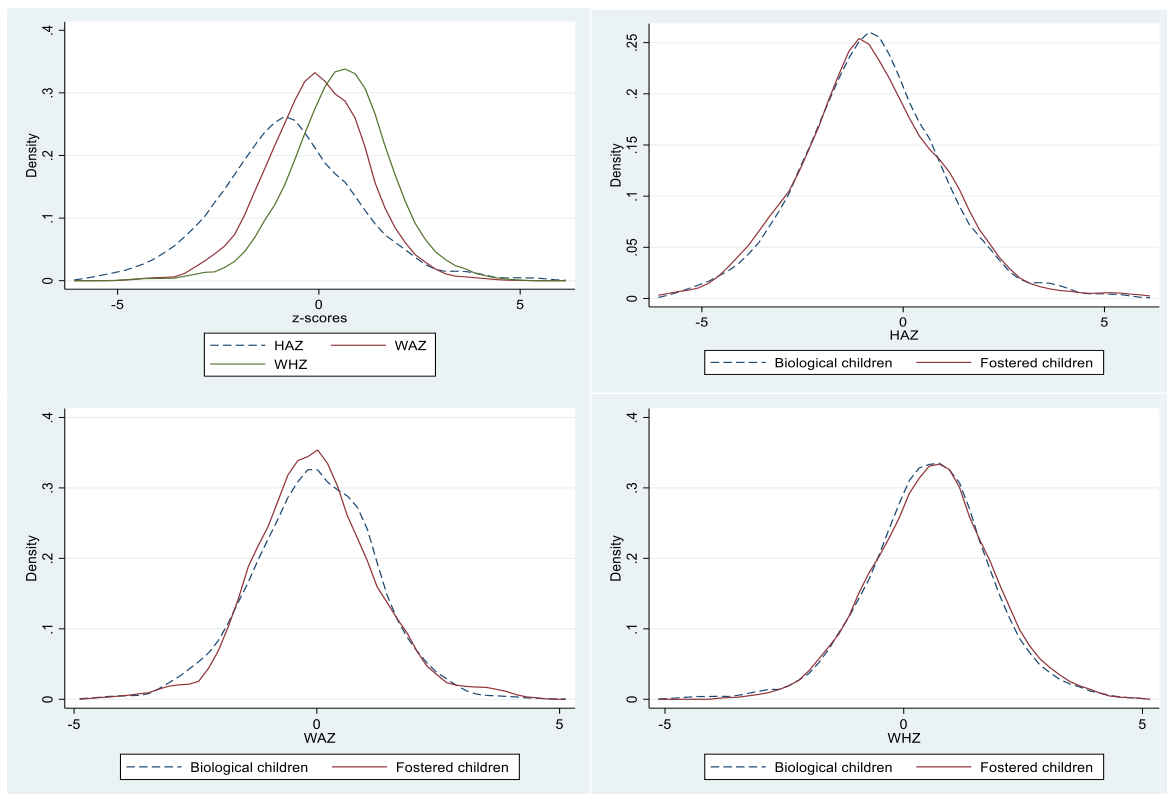 Density
.4
.3
.2
.1
0
-5
0
5
z-scores
HAZ
WAZ
WHZ
Density
.25
.2
.15
.1
.05
0
-5
0
5
HAZ
Biological children
Fostered children
Density
.4
.3
.2
.1
0
-5
0
5
WAZ
Biological children
Fostered children
Density
.4
.3
.2
.1
0
-5
0
5
WHZ
Biological children
Fostered children